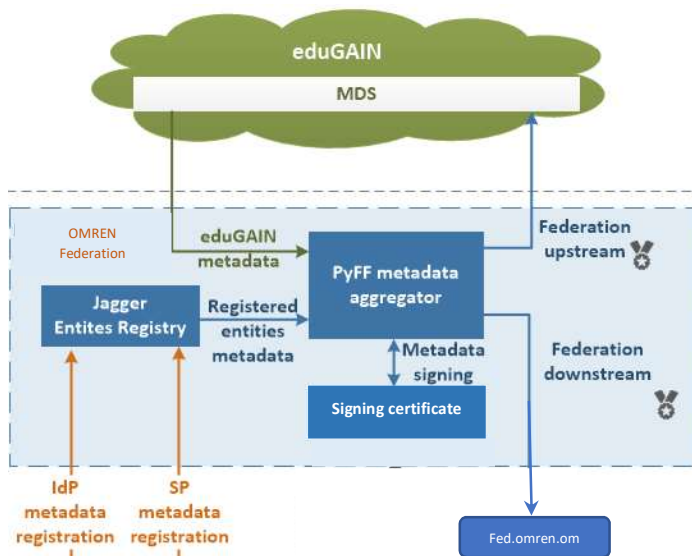 eduGAIN
MDS
OMREN
Federation
eduGAIN
metadata
Federation
upstream
PyFF metadata
aggregator
Jagger
Entites Registry
Registered
entities
metadata
Metadata
signing
Federation
downstream
Signing certificate
IdP
metadata
registration
SP
metadata
registration
Fed.omren.om